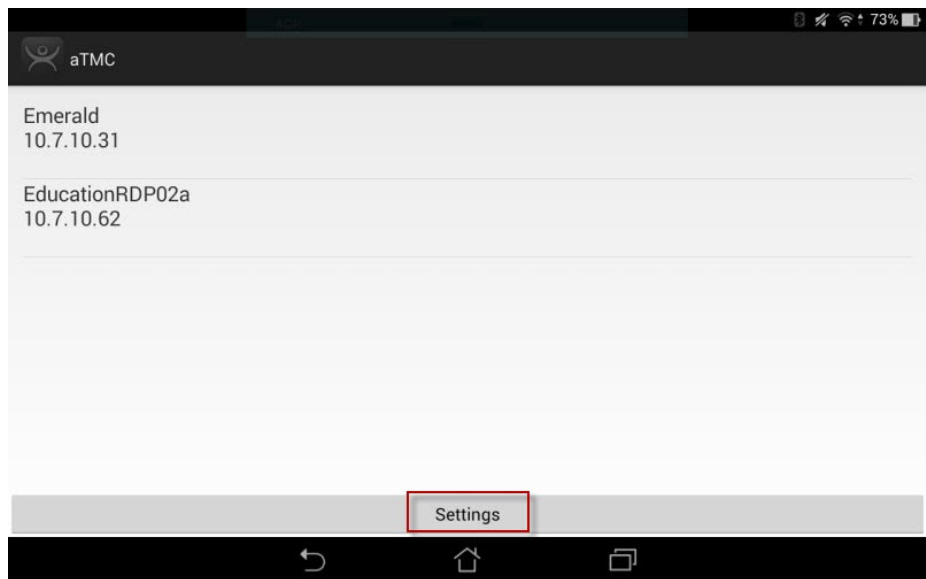 73%
aTMC
Emerald
10.7.10.31
EducationRDP02a
10.7.10.62
Settings